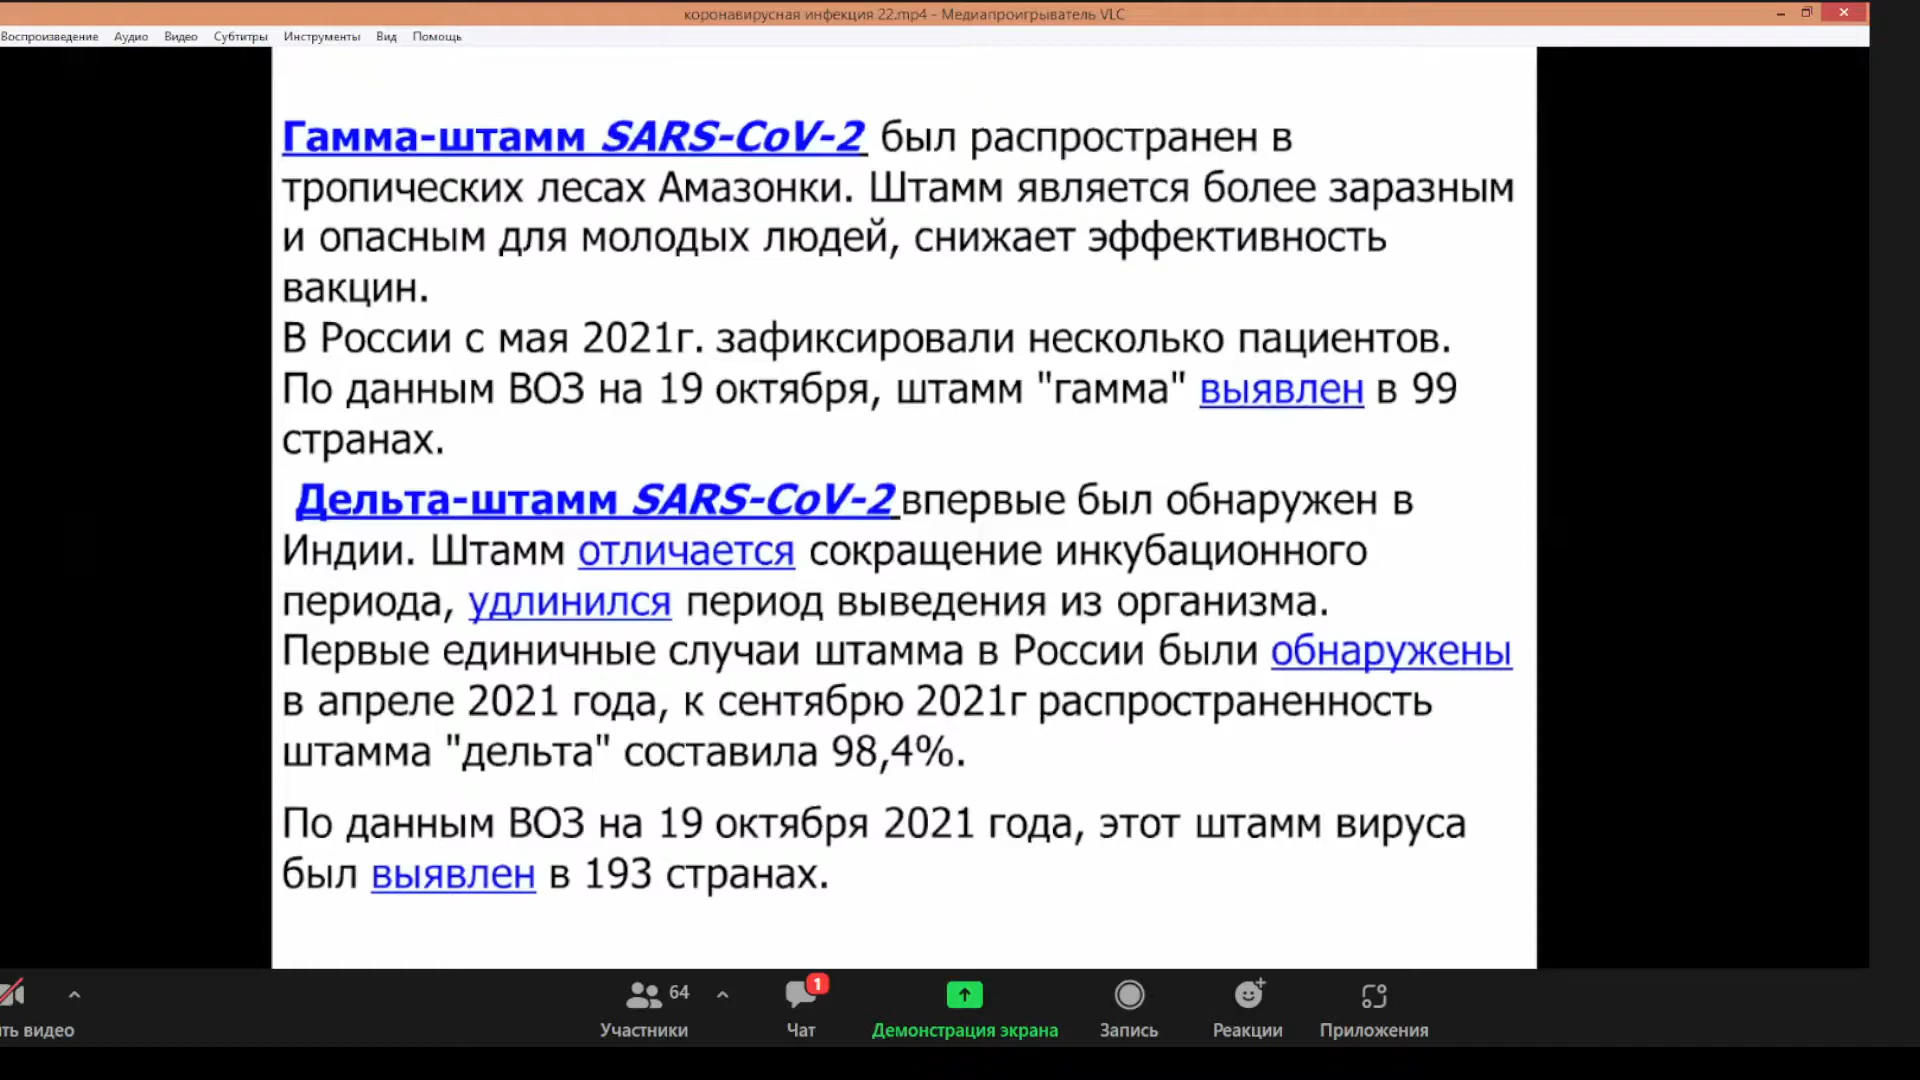 коронавирусная инфекция 22.mp4 - Медиапроигрыватель VLC
Воспроизведение Аудио Видео Субтитры Инструменты Вид Помощь
Гамма-штамм SARS-CoV-2 был распространен в
тропических лесах Амазонки. Штамм является более заразным
и опасным для молодых людей, снижает эффективность
вакцин.
В России с мая 2021г. зафиксировали несколько пациентов.
По данным ВОЗ на 19 октября, штамм "гамма" выявлен в 99
странах.
Дельта-штамм SARS-CoV-2 впервые был обнаружен в
Индии. Штамм отличается сокращение инкубационного
периода, удлинился период выведения из организма.
Первые единичные случаи штамма в России были обнаружены
в апреле 2021 года, к сентябрю 2021г распространенность
штамма "дельта" составила 98,4%.
По данным ВОЗ на 19 октября 2021 года, этот штамм вируса
был выявлен в 193 странах.
64
1
ть видео Участники Чат Демонстрация экрана Запись Реакции Приложения